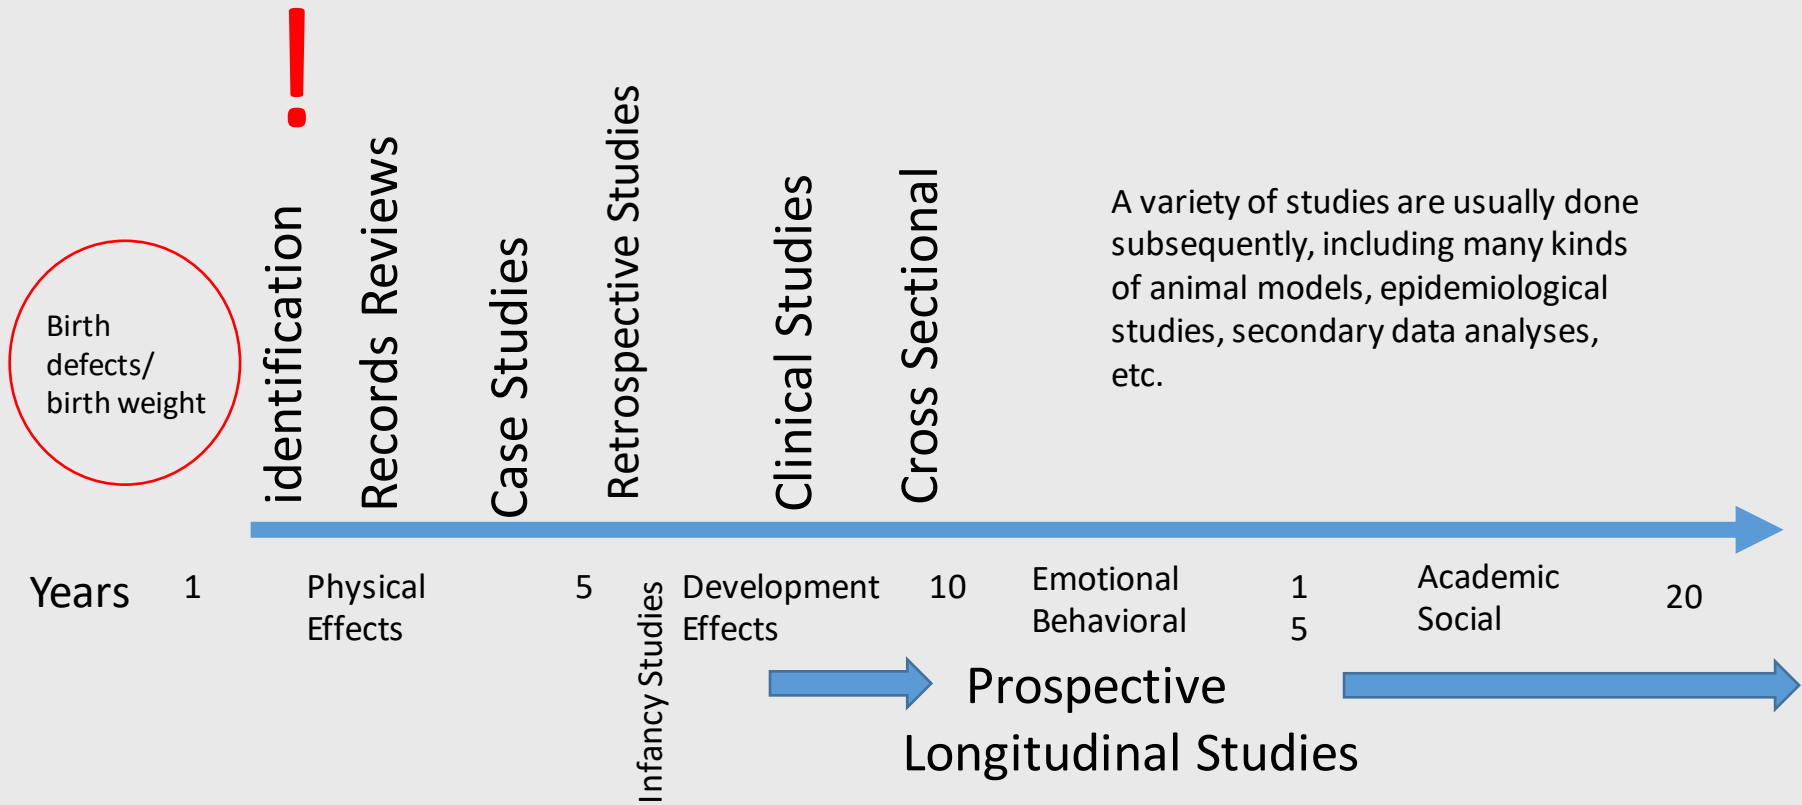 !
Birth
defects/
birth weight
identification
Records Reviews
Case Studies
Retrospective Studies
Clinical Studies
Cross Sectional
A variety of studies are usually done
subsequently, including many kinds
of animal models, epidemiological
studies, secondary data analyses,
etc.
Years
1
Physical
Effects
5
Infancy Studies
Development
Effects
10
Emotional
Behavioral
1
5
Academic
Social
20
Prospective
Longitudinal Studies